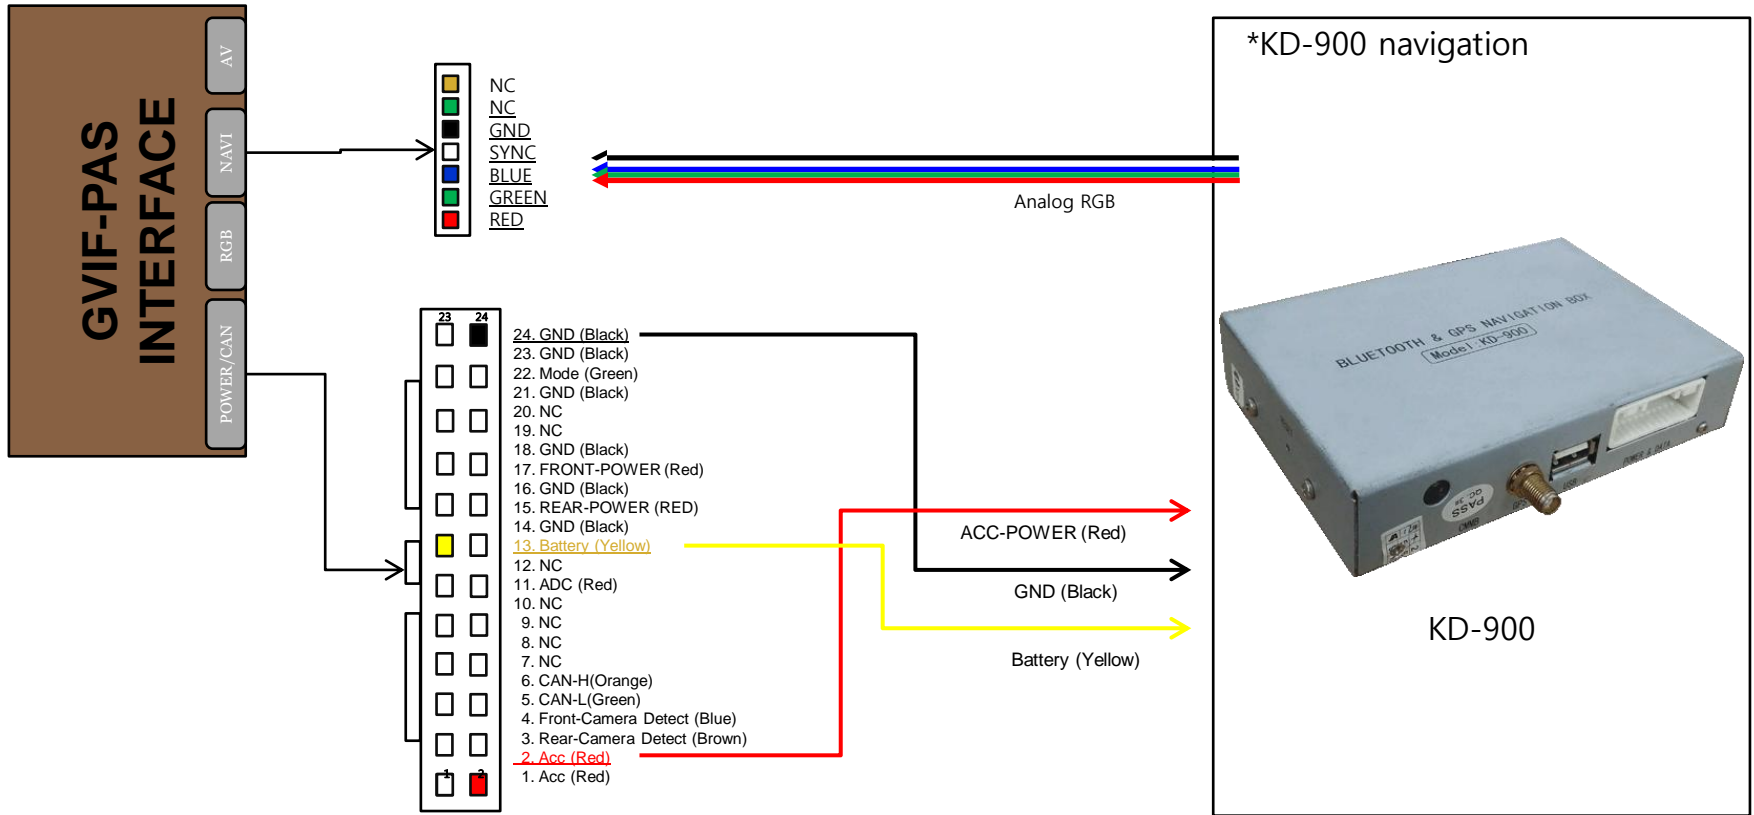 GVIF-PAS
INTERFACE
AV
NAVI
RGB
POWER/CAN
NC
NC
GND
SYNC
BLUE
GREEN
RED
Analog RGB
*KD-900 navigation
23 24
24. GND (Black)
23. GND (Black)
22. Mode (Green)
21. GND (Black)
20. NC
19. NC
18. GND (Black)
17. FRONT-POWER (Red)
16. GND (Black)
15. REAR-POWER (RED)
14. GND (Black)
13. Battery (Yellow)
12. NC
11. ADC (Red)
10. NC
9. NC
8. NC
7. NC
6. CAN-H(Orange)
5. CAN-L(Green)
4. Front-Camera Detect (Blue)
3. Rear-Camera Detect (Brown)
2. Acc (Red)
1. Acc (Red)
1 2
ACC-POWER (Red)
GND (Black)
Battery (Yellow)
BLUETOOTH & GPS NAVIGATION BOX
Model:KD-900
POWER & DATA
USB
PASS
CMMB
KD-900